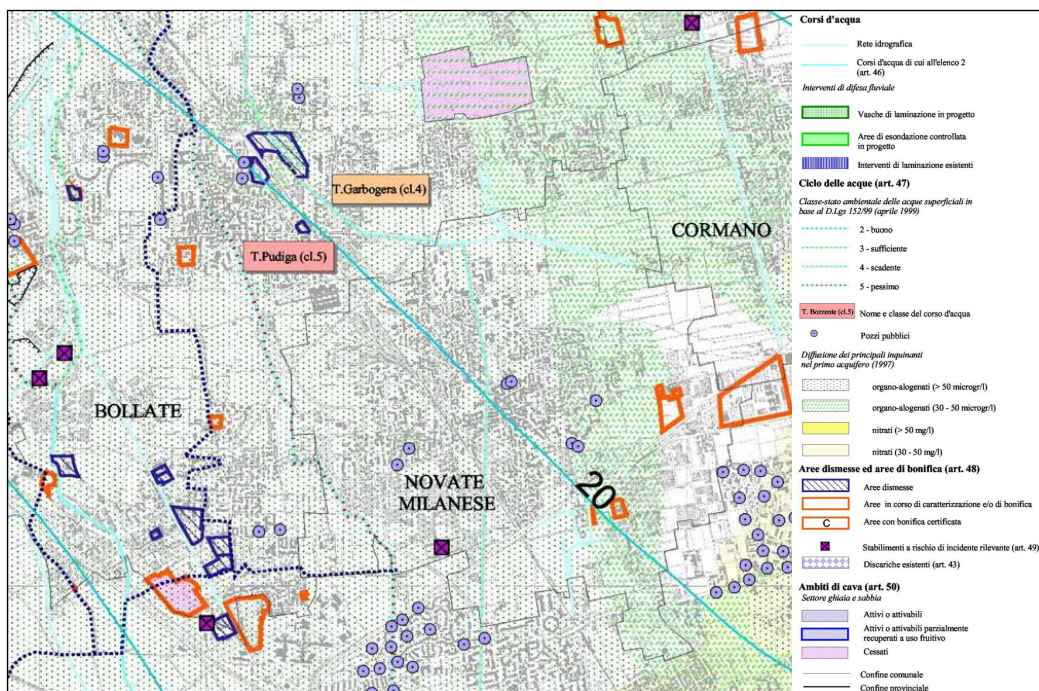 T.Garbogera (cl.4)
T.Pudiga (cl.5)
CORMANO
BOLLATE
NOVATE
MILANESE
20
Corsi d'acqua
Rete idrografica
Corsi d'acqua di cui all'elenco 2
(art. 46)
Interventi di difesa fluviale
Vasche di laminazione in progetto
Aree di esondazione controllata
in progetto
Interventi di laminazione esistenti
Ciclo delle acque (art. 47)
Classe-stato ambientale delle acque superficiali in
base al D.Lgs 152/99 (aprile 1999)
2 - buono
3 - sufficiente
4 - scadente
5 - pessimo
T. Bozzente (cl.5) Nome e classe del corso d'acqua
Pozzi pubblici
Diffusione dei principali inquinanti
nel primo acquifero (1997)
organo-alogenati (> 50 microgr/l)
organo-alogenati (30 - 50 microgr/l)
nitrati (> 50 mg/l)
nitrati (30 - 50 mg/l)
Aree dismesse ed aree di bonifica (art. 48)
Aree dismesse
Aree in corso di caratterizzazione e/o di bonifica
C Aree con bonifica certificata
Stabilimenti a rischio di incidente rilevante (art. 49)
Discariche esistenti (art. 43)
Ambiti di cava (art. 50)
Settore ghiaia e sabbia
Attivi o attivabili
Attivi o attivabili parzialmente
recuperati a uso fruitivo
Cessati
Confine comunale
Confine provinciale